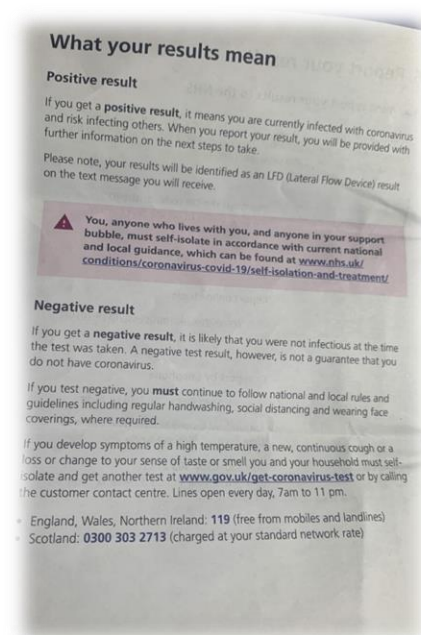 What your results mean
Positive result
If you get a positive result, it means you are currently infected with coronavirus
and risk infecting others. When you report your result, you will be provided with
further information on the next steps to take.
Please note, your results will be identified as an LFD (Lateral Flow Device) result
on the text message you will receive.
You, anyone who lives with you, and anyone in your support
bubble, must self-isolate in accordance with current national
and local guidance, which can be found at www.nhs.uk/
conditions/coronavirus-covid-19/self-isolation-and-treatment/
Negative result
If you get a negative result, it is likely that you were not infectious at the time
the test was taken. A negative test result, however, is not a guarantee that you
do not have coronavirus.
If you test negative, you must continue to follow national and local rules and
guidelines including regular handwashing, social distancing and wearing face
coverings, where required.
If you develop symptoms of a high temperature, a new, continuous cough or a
loss or change to your sense of taste or smell you and your household must self-
isolate and get another test at www.gov.uk/get-coronavirus-test or by calling
the customer contact centre. Lines open every day, 7am to 11 pm.
• England, Wales, Northern Ireland: 119 (free from mobiles and landlines)
• Scotland: 0300 303 2713 (charged at your standard network rate)